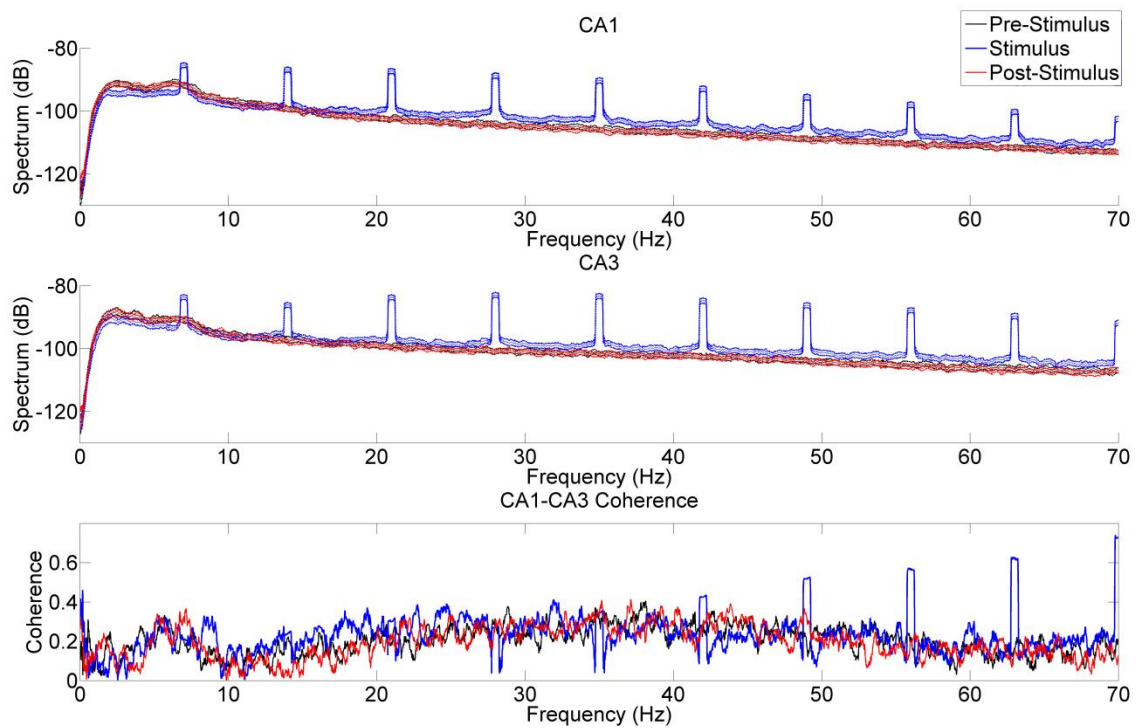 CA1
Pre-Stimulus
Stimulus
Post-Stimulus
Spectrum (dB)
-80
-100
-120
0 10 20 30 40 50 60 70
Frequency (Hz)
CA3
Spectrum (dB)
-80
-100
-120
0 10 20 30 40 50 60 70
Frequency (Hz)
CA1-CA3 Coherence
Coherence
0.6
0.4
0.2
0
0 10 20 30 40 50 60 70
Frequency (Hz)